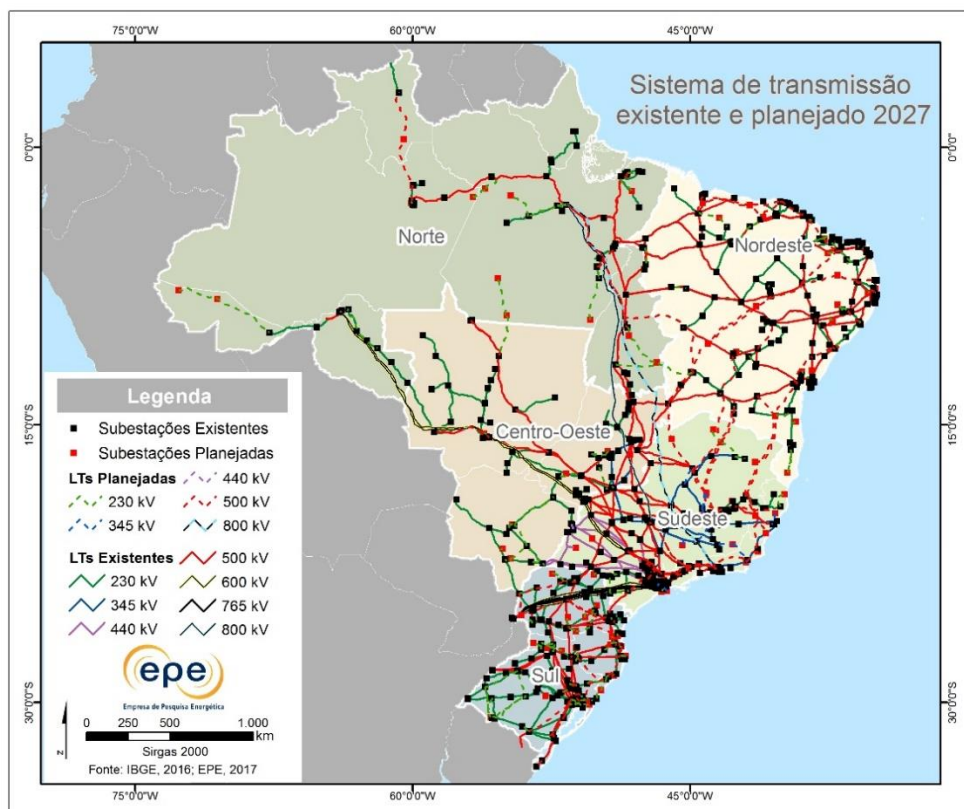 75°0'0"W 60°0'0"W 45°0'0"W
Sistema de transmissão
existente e planejado 2027
0°0'0" 0°0'0"
Norte
Nordeste
Centro-Oeste
Sudeste
Sul
15°0'0"S 15°0'0"S
30°0'0"S 30°0'0"S
Legenda
Subestações Existentes
Subestações Planejadas
LTs Planejadas 440 kV
230 kV 500 kV
345 kV 800 kV
LTs Existentes 500 kV
230 kV 600 kV
345 kV 765 kV
440 kV 800 kV
epe
Empresa de Pesquisa Energética
0 250 500 1.000
km
Sirgas 2000
Fonte: IBGE, 2016; EPE, 2017
z
75°0'0"W 60°0'0"W 45°0'0"W